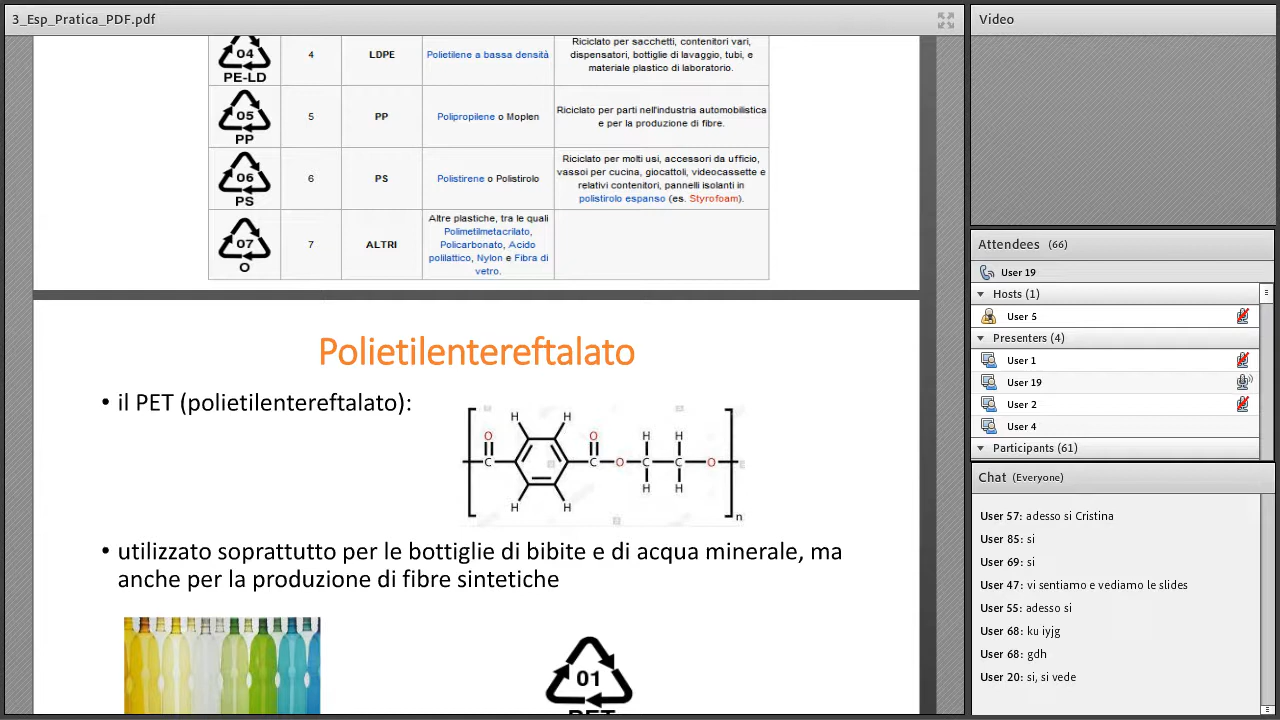 3_Esp_Pratica_PDF.pdf
04
PE-LD
4
LDPE
Polietilene a bassa densità
Riciclato per sacchetti, contenitori vari,
dispensatori, bottiglie di lavaggio, tubi, e
materiale plastico di laboratorio.
05
PP
5
PP
Polipropilene o Moplen
Riciclato per parti nell'industria automobilistica
e per la produzione di fibre.
06
PS
6
PS
Polistirene o Polistirolo
Riciclato per molti usi, accessori da ufficio,
vassoi per cucina, giocattoli, videocassette e
relativi contenitori, pannelli isolanti in
polistirolo espanso (es. Styrofoam).
07
O
7
ALTRI
Altre plastiche, tra le quali
Polimetilmetacrilato,
Policarbonato, Acido
polilattico, Nylon e Fibra di
vetro.
Polietilentereftalato
• il PET (polietilentereftalato):
H H
O O H H
C C O C C O
H H
H H
n
• utilizzato soprattutto per le bottiglie di bibite e di acqua minerale, ma
anche per la produzione di fibre sintetiche
01
PET
Video
Attendees (66)
User 19
Hosts (1)
User 5
Presenters (4)
User 1
User 19
User 2
User 4
Participants (61)
Chat (Everyone)
User 57: adesso si Cristina
User 85: si
User 69: si
User 47: vi sentiamo e vediamo le slides
User 55: adesso si
User 68: ku iyjg
User 68: gdh
User 20: si, si vede